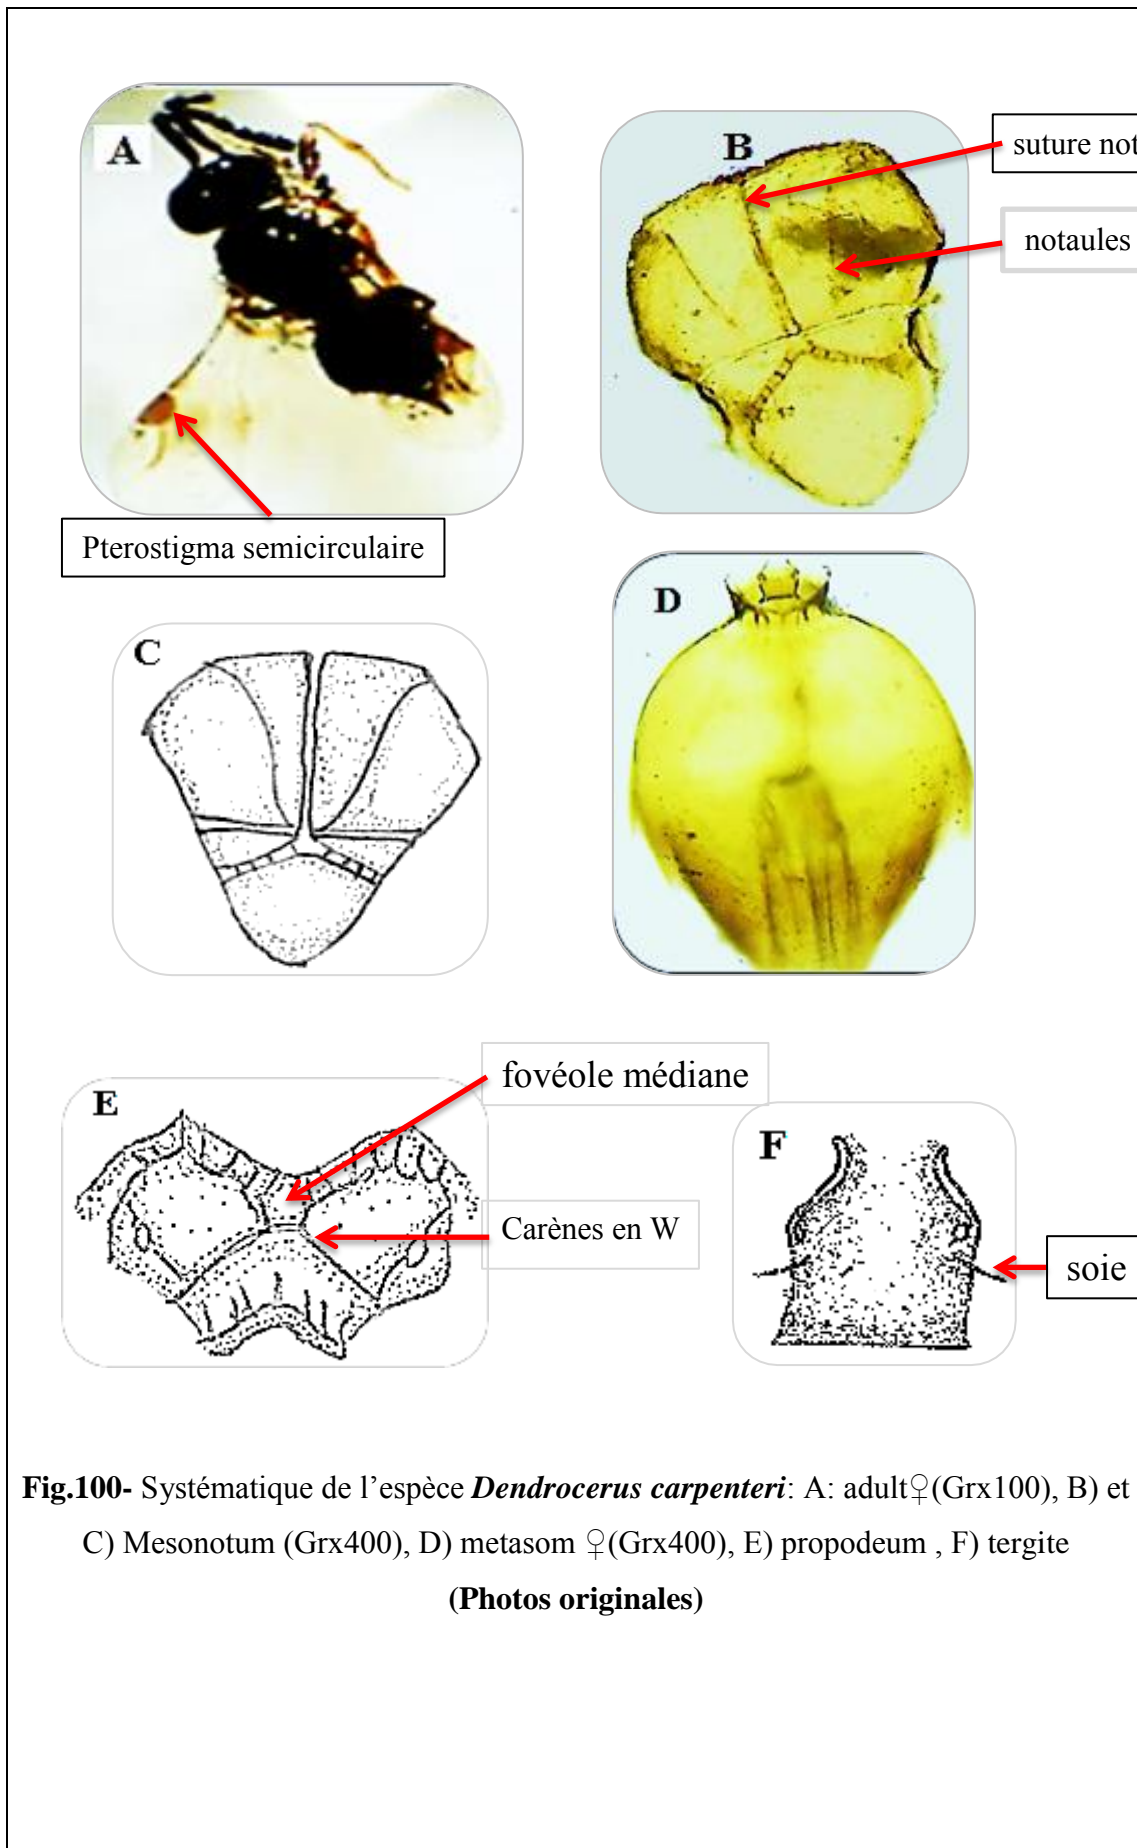 A
B
suture not
notaules
Pterostigma semicirculaire
C
D
E
fovéole médiane
Carènes en W
F
soie
Fig.100- Systématique de l’espèce Dendrocerus carpenteri: A: adult♀(Grx100), B) et
C) Mesonotum (Grx400), D) metasom ♀(Grx400), E) propodeum , F) tergite
(Photos originales)